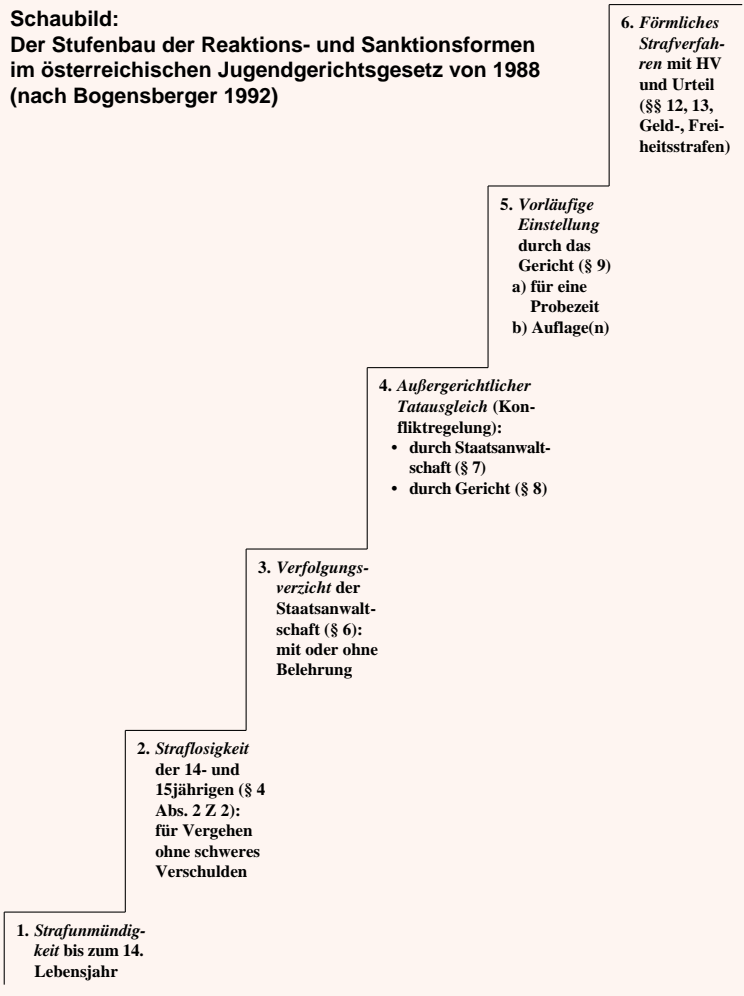 Schaubild:
Der Stufenbau der Reaktions- und Sanktionsformen
im österreichischen Jugendgerichtsgesetz von 1988
(nach Bogensberger 1992)
6. Förmliches
Strafverfah-
ren mit HV
und Urteil
(§§ 12, 13,
Geld-, Frei-
heitsstrafen)
5. Vorläufige
Einstellung
durch das
Gericht (§ 9)
a) für eine
Probezeit
b) Auflage(n)
4. Außergerichtlicher
Tatausgleich (Kon-
fliktregelung):
• durch Staatsanwalt-
schaft (§ 7)
• durch Gericht (§ 8)
3. Verfolgungs-
verzicht der
Staatsanwalt-
schaft (§ 6):
mit oder ohne
Belehrung
2. Straflosigkeit
der 14- und
15jährigen (§ 4
Abs. 2 Z 2):
für Vergehen
ohne schweres
Verschulden
1. Strafunmündig-
keit bis zum 14.
Lebensjahr